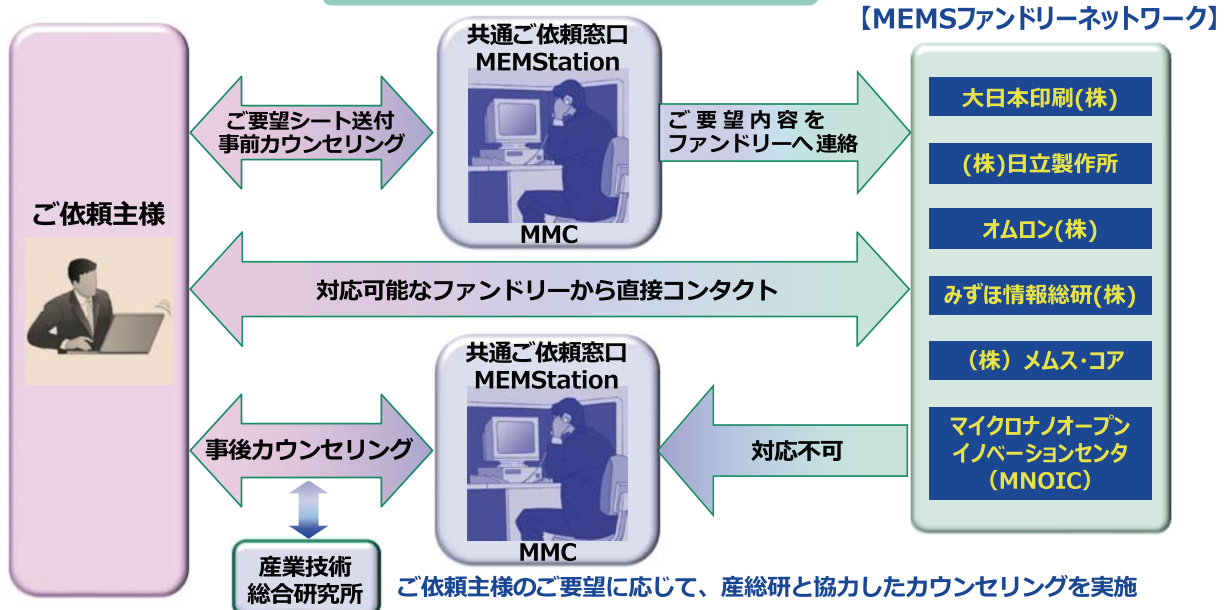 【MEMSファンドリーネットワーク】
ご依頼主様
共通ご依頼窓口
MEMStation
MMC
ご要望シート送付
事前カウンセリング
ご要望内容を
ファンドリーへ連絡
対応可能なファンドリーから直接コンタクト
共通ご依頼窓口
MEMStation
MMC
事後カウンセリング
対応不可
産業技術
総合研究所
ご依頼主様のご要望に応じて、産総研と協力したカウンセリングを実施
大日本印刷(株)
(株)日立製作所
オムロン(株)
みずほ情報総研(株)
（株）メムス・コア
マイクロナノオープン
イノベーションセンタ
（MNOIC）